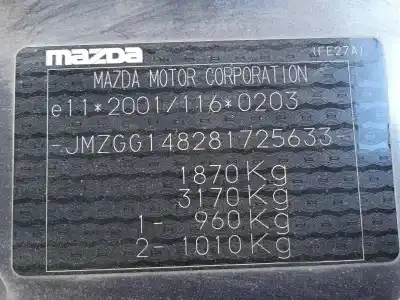 mazda (FE27A)
MAZDA MOTOR CORPORATION
e11*2001/116*0203
-JMZGG148281725633-
1870Kg
3170Kg
1- 960Kg
2- 1010Kg